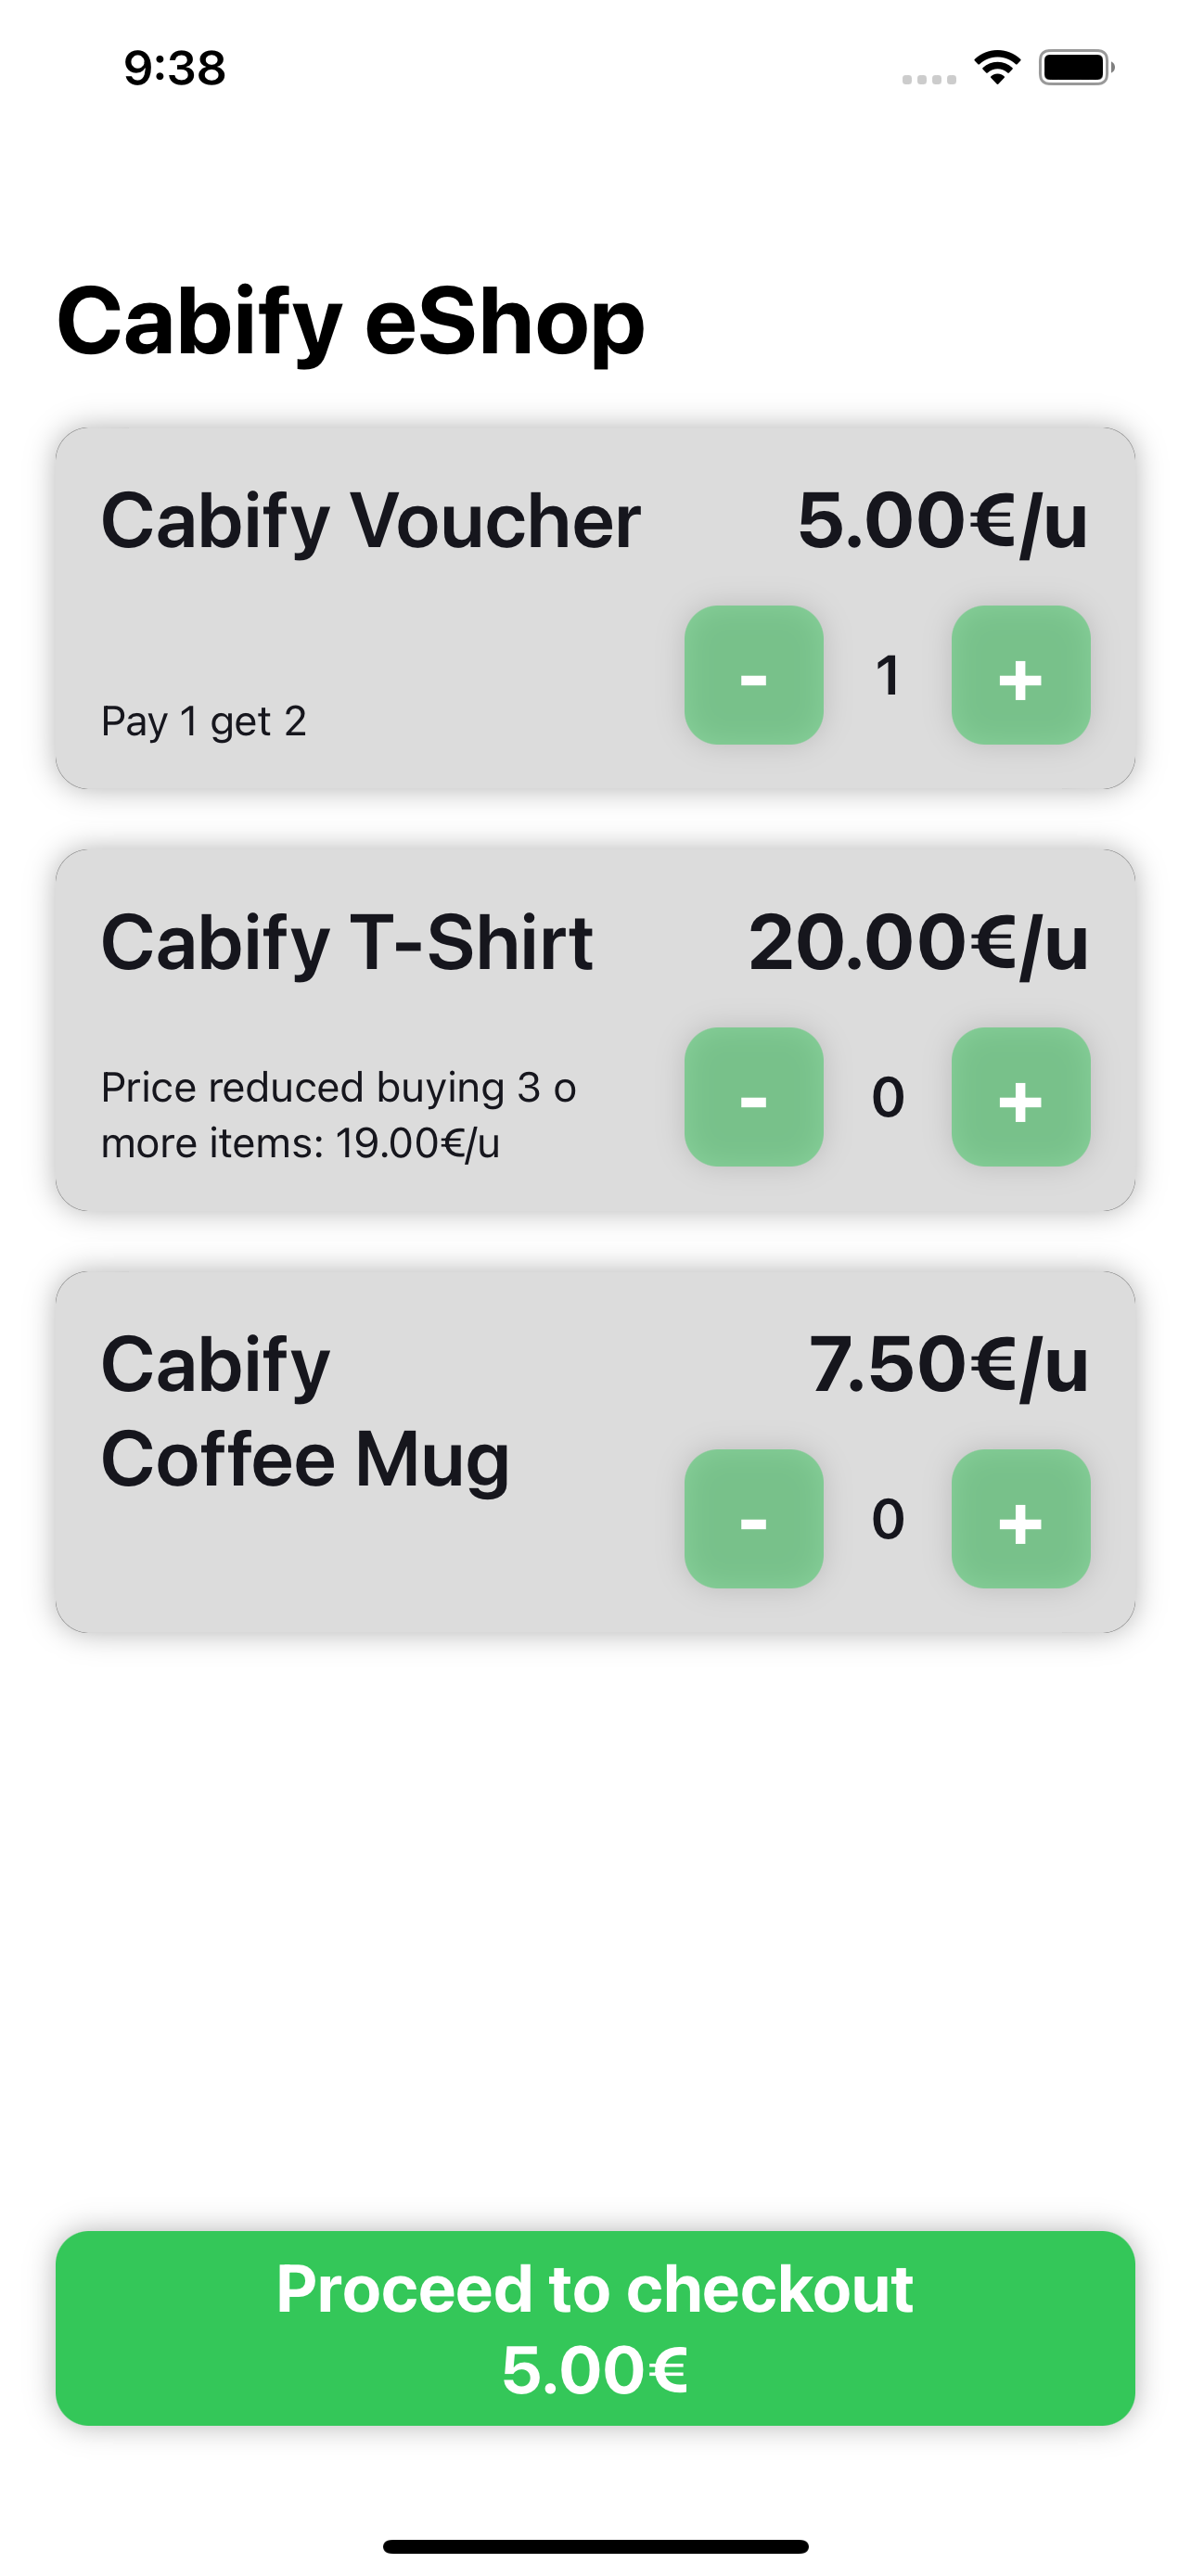 9:38
Cabify eShop
Cabify Voucher 5.00€/u
- 1 +
Pay 1 get 2
Cabify T-Shirt 20.00€/u
Price reduced buying 3 o
more items: 19.00€/u
- 0 +
Cabify 7.50€/u
Coffee Mug
- 0 +
Proceed to checkout
5.00€